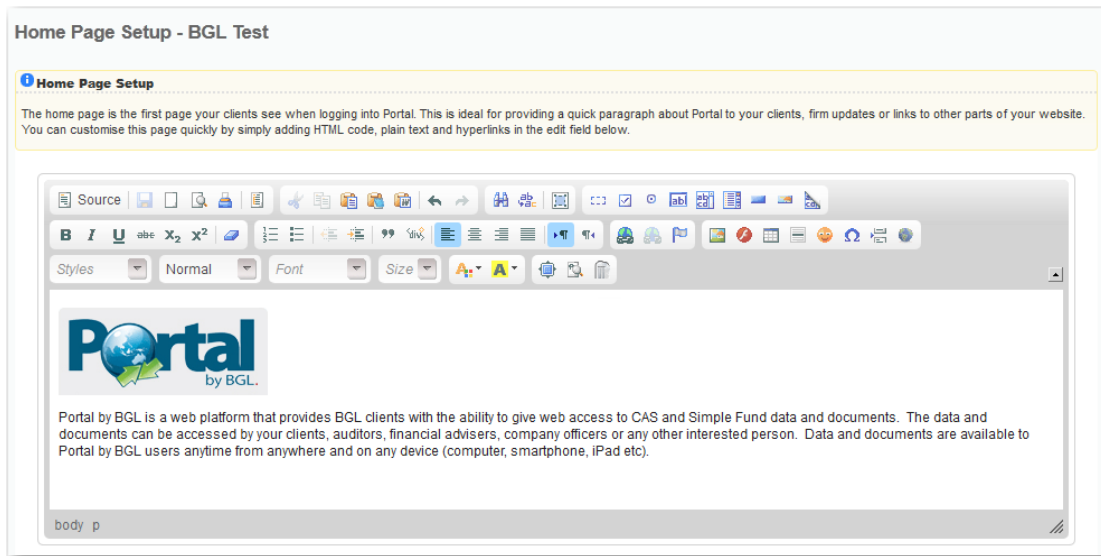 Home Page Setup - BGL Test
Home Page Setup
The home page is the first page your clients see when logging into Portal. This is ideal for providing a quick paragraph about Portal to your clients, firm updates or links to other parts of your website.
You can customise this page quickly by simply adding HTML code, plain text and hyperlinks in the edit field below.
Source
B I U abc X₂ X²
Styles Normal Font Size A A
Portal
by BGL.
Portal by BGL is a web platform that provides BGL clients with the ability to give web access to CAS and Simple Fund data and documents. The data and
documents can be accessed by your clients, auditors, financial advisers, company officers or any other interested person. Data and documents are available to
Portal by BGL users anytime from anywhere and on any device (computer, smartphone, iPad etc).
body p